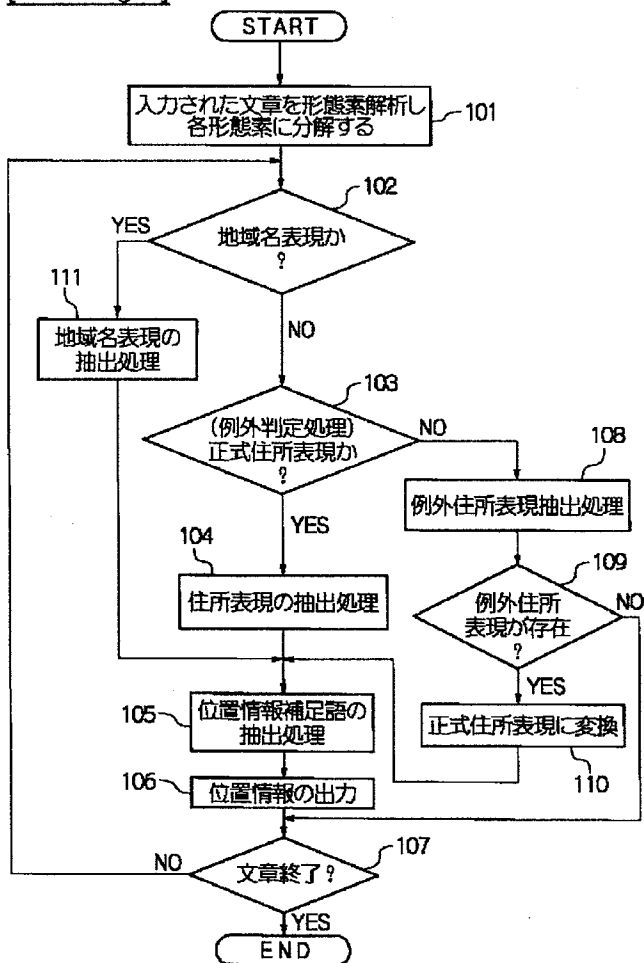 START
入力された文章を形態素解析し
各形態素に分解する
101
102
地域名表現か
?
YES
NO
111
地域名表現の
抽出処理
103
(例外判定処理)
正式住所表現か
?
NO
YES
108
例外住所表現抽出処理
104
住所表現の抽出処理
109
例外住所
表現が存在
?
NO
YES
105
位置情報補足語の
抽出処理
正式住所表現に変換
110
106
位置情報の出力
107
文章終了?
NO
YES
END